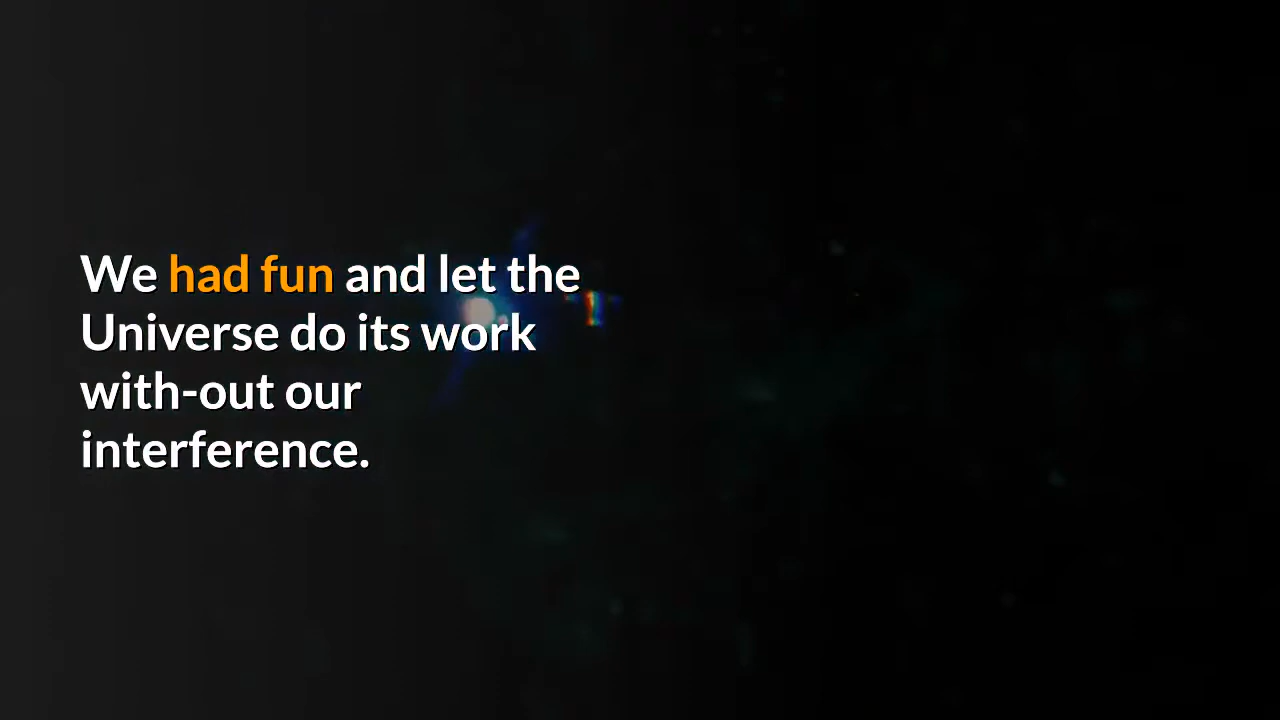 We had fun and let the
Universe do its work
with-out our
interference.